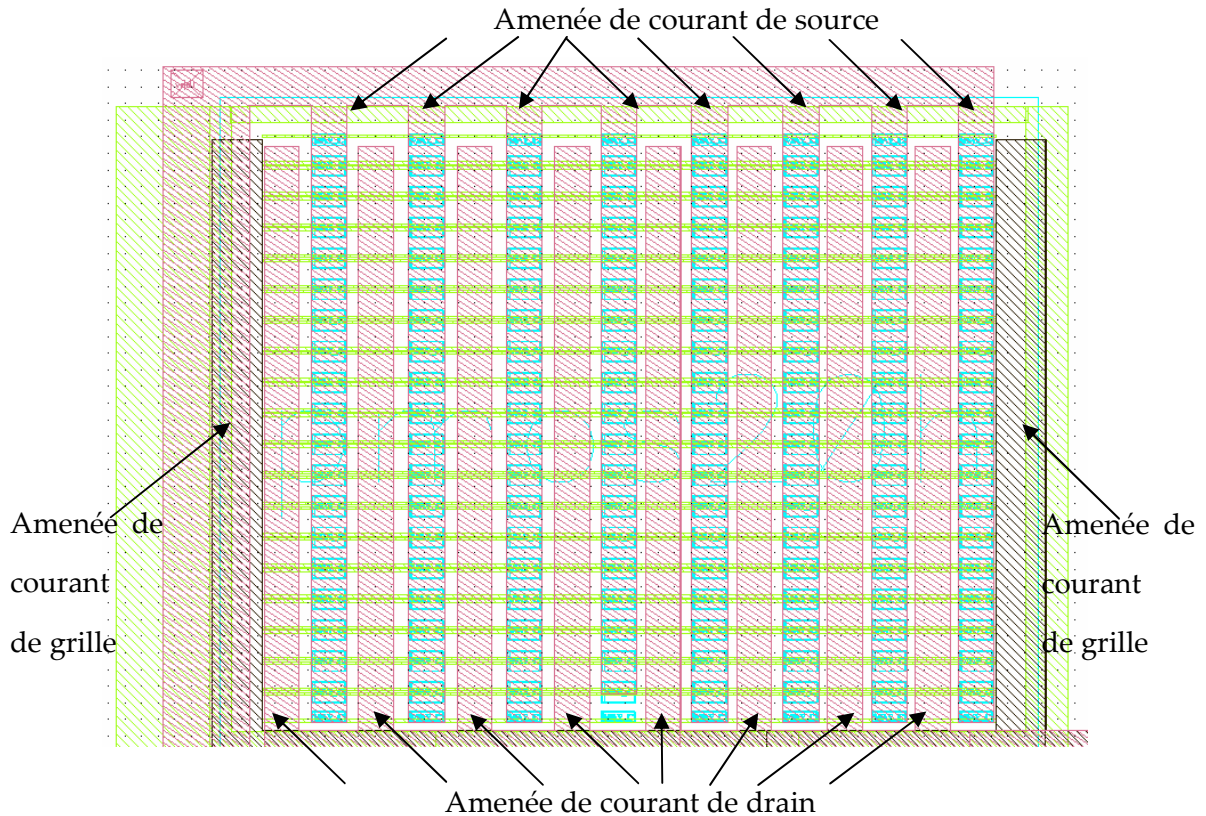 Amenée de courant de source
Amenée de
courant
de grille
Amenée de
courant
de grille
Amenée de courant de drain